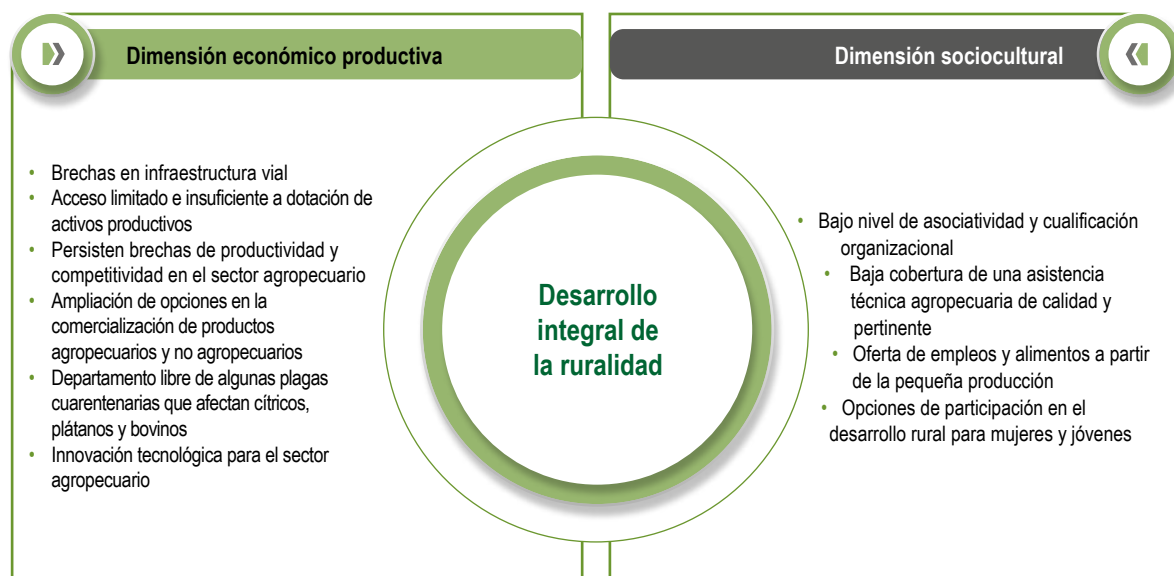 Dimensión económico productiva
• Brechas en infraestructura vial
• Acceso limitado e insuficiente a dotación de
activos productivos
• Persisten brechas de productividad y
competitividad en el sector agropecuario
• Ampliación de opciones en la
comercialización de productos
agropecuarios y no agropecuarios
• Departamento libre de algunas plagas
cuarentenarias que afectan cítricos,
plátanos y bovinos
• Innovación tecnológica para el sector
agropecuario
Desarrollo
integral de
la ruralidad
Dimensión sociocultural
• Bajo nivel de asociatividad y cualificación
organizacional
• Baja cobertura de una asistencia
técnica agropecuaria de calidad y
pertinente
• Oferta de empleos y alimentos a partir
de la pequeña producción
• Opciones de participación en el
desarrollo rural para mujeres y jóvenes